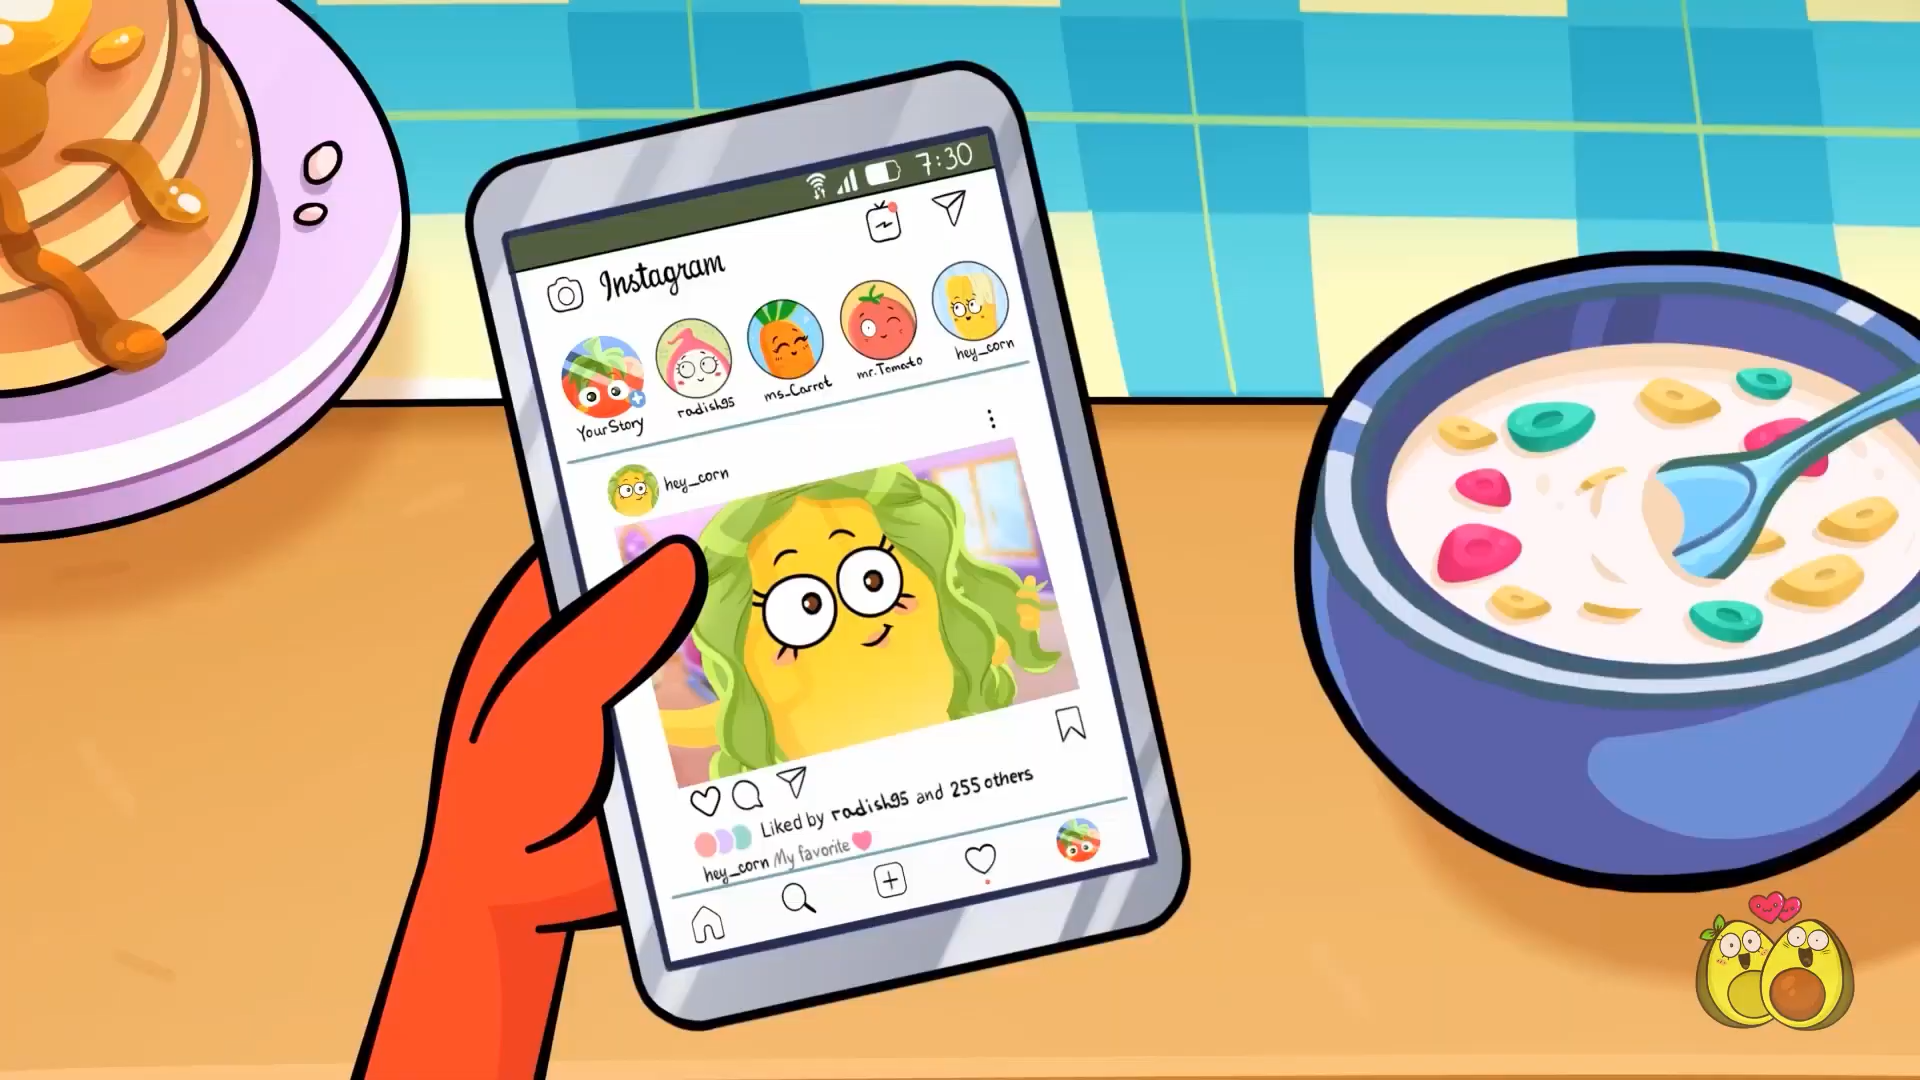 7:30
Instagram
Your Story
radish95
ms_Carrot
mr.Tomato
hey_corn
hey_corn
Liked by radish95 and 255 others
hey_corn My favorite